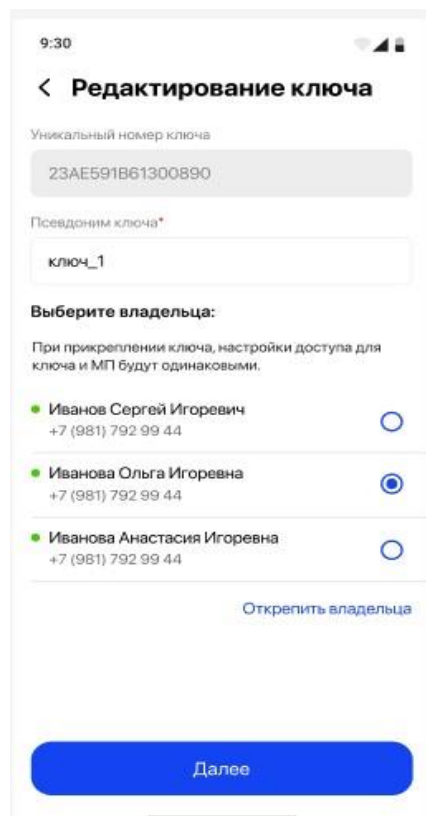 9:30
Редактирование ключа
Уникальный номер ключа
23AE591B61300890
Псевдоним ключа*
ключ_1
Выберите владельца:
При прикреплении ключа, настройки доступа для
ключа и МП будут одинаковыми.
Иванов Сергей Игоревич
+7 (981) 792 99 44
Иванова Ольга Игоревна
+7 (981) 792 99 44
Иванова Анастасия Игоревна
+7 (981) 792 99 44
Открепить владельца
Далее